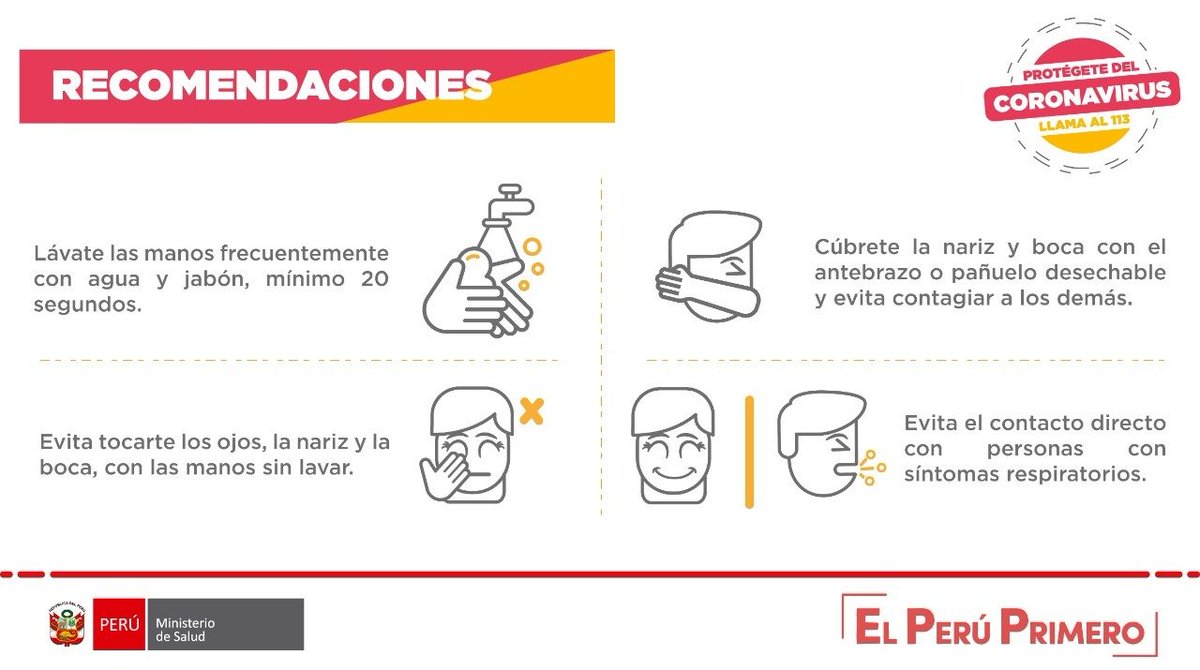 RECOMENDACIONES
PROTÉGETE DEL
CORONAVIRUS
LLAMA AL 113
Lávate las manos frecuentemente
con agua y jabón, mínimo 20
segundos.
Cúbrete la nariz y boca con el
antebrazo o pañuelo desechable
y evita contagiar a los demás.
Evita tocarte los ojos, la nariz y la
boca, con las manos sin lavar.
Evita el contacto directo
con personas con
síntomas respiratorios.
PERÚ
Ministerio
de Salud
EL PERÚ PRIMERO